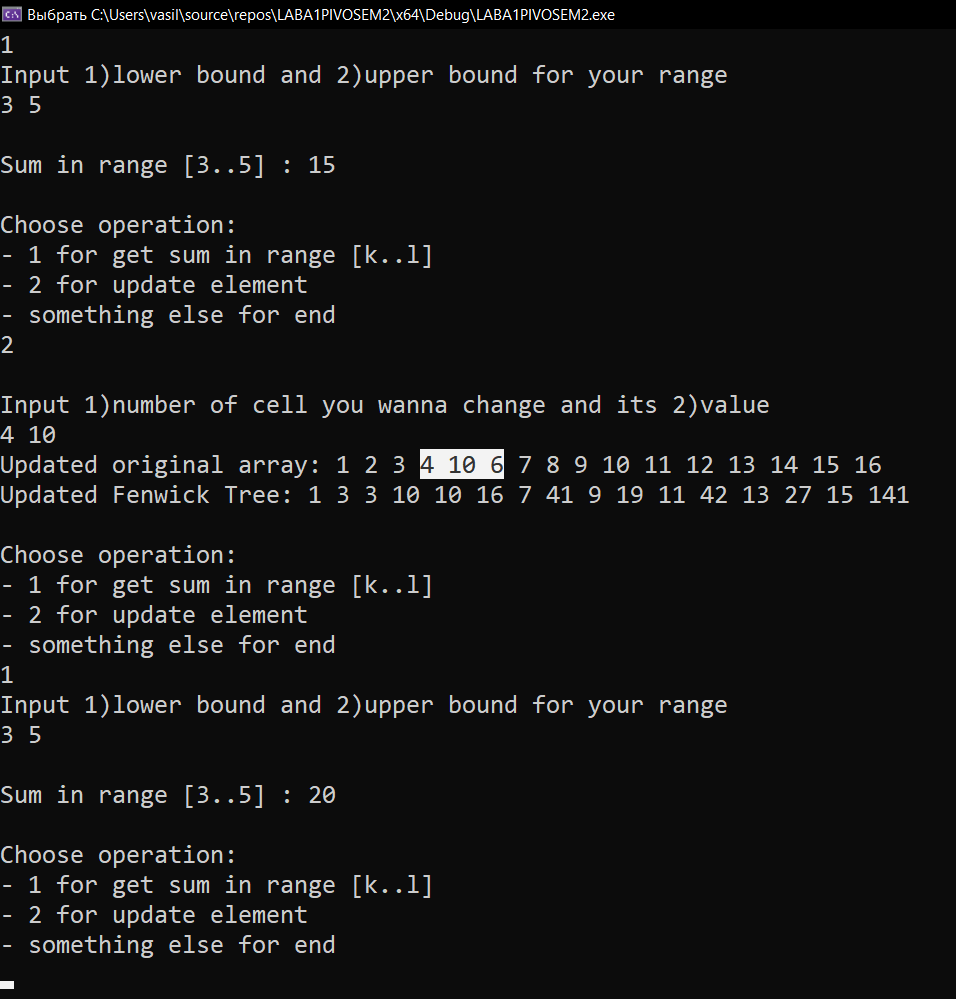 Выбрать C:\Users\vasil\source\repos\LABA1PIVOSEM2\x64\Debug\LABA1PIVOSEM2.exe
1
Input 1)lower bound and 2)upper bound for your range
3 5
Sum in range [3..5] : 15
Choose operation:
- 1 for get sum in range [k..l]
- 2 for update element
- something else for end
2
Input 1)number of cell you wanna change and its 2)value
4 10
Updated original array: 1 2 3 4 10 6 7 8 9 10 11 12 13 14 15 16
Updated Fenwick Tree: 1 3 3 10 10 16 7 41 9 19 11 42 13 27 15 141
Choose operation:
- 1 for get sum in range [k..l]
- 2 for update element
- something else for end
1
Input 1)lower bound and 2)upper bound for your range
3 5
Sum in range [3..5] : 20
Choose operation:
- 1 for get sum in range [k..l]
- 2 for update element
- something else for end